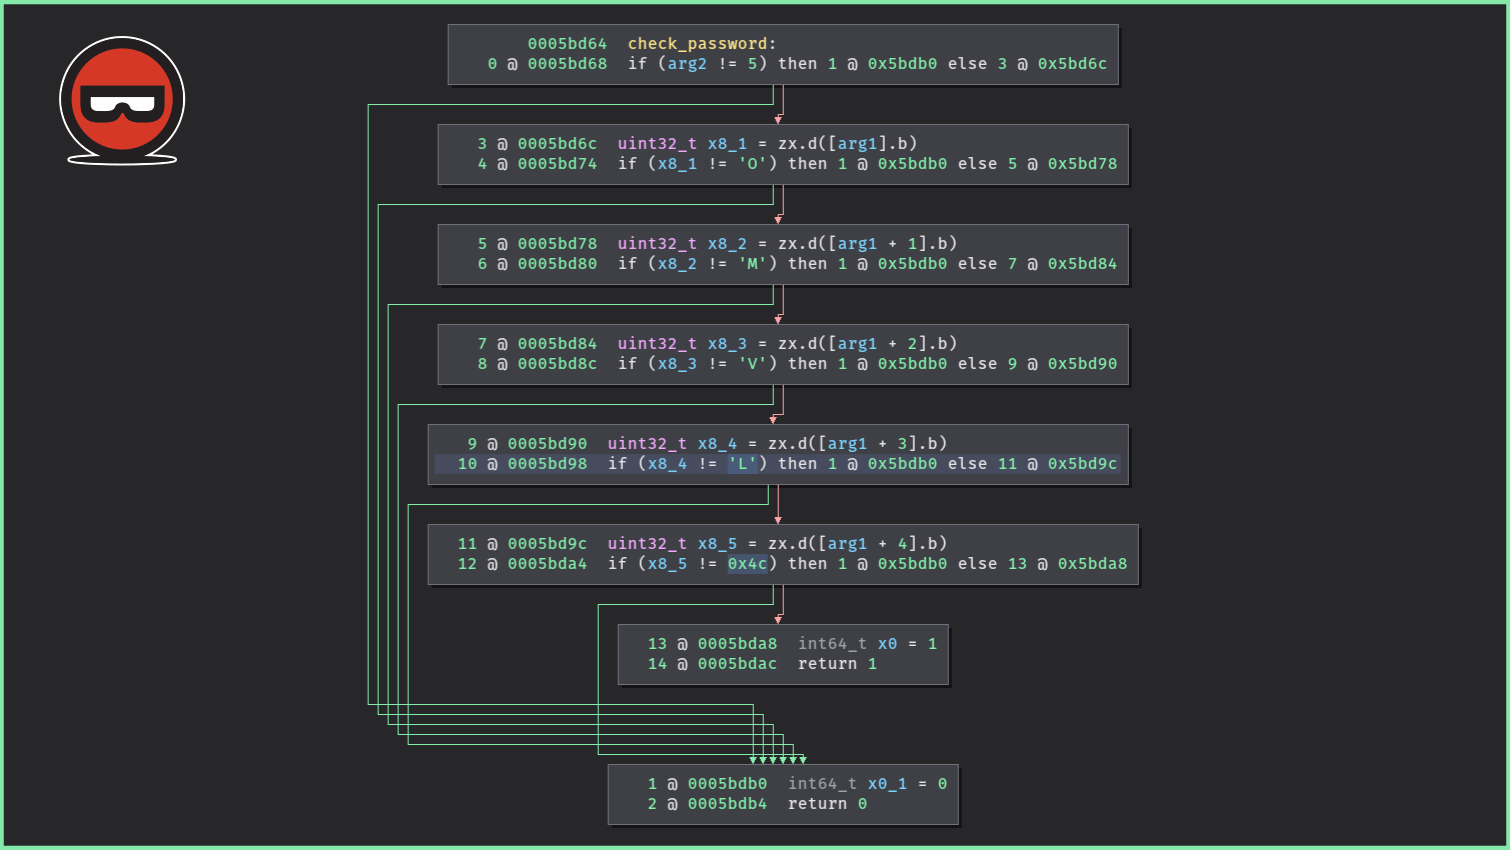 0005bd64 check_password:
0 @ 0005bd68 if (arg2 != 5) then 1 @ 0x5bdb0 else 3 @ 0x5bd6c
3 @ 0005bd6c uint32_t x8_1 = zx.d([arg1].b)
4 @ 0005bd74 if (x8_1 != 'O') then 1 @ 0x5bdb0 else 5 @ 0x5bd78
5 @ 0005bd78 uint32_t x8_2 = zx.d([arg1 + 1].b)
6 @ 0005bd80 if (x8_2 != 'M') then 1 @ 0x5bdb0 else 7 @ 0x5bd84
7 @ 0005bd84 uint32_t x8_3 = zx.d([arg1 + 2].b)
8 @ 0005bd8c if (x8_3 != 'V') then 1 @ 0x5bdb0 else 9 @ 0x5bd90
9 @ 0005bd90 uint32_t x8_4 = zx.d([arg1 + 3].b)
10 @ 0005bd98 if (x8_4 != 'L') then 1 @ 0x5bdb0 else 11 @ 0x5bd9c
11 @ 0005bd9c uint32_t x8_5 = zx.d([arg1 + 4].b)
12 @ 0005bda4 if (x8_5 != 0x4c) then 1 @ 0x5bdb0 else 13 @ 0x5bda8
13 @ 0005bda8 int64_t x0 = 1
14 @ 0005bdac return 1
1 @ 0005bdb0 int64_t x0_1 = 0
2 @ 0005bdb4 return 0